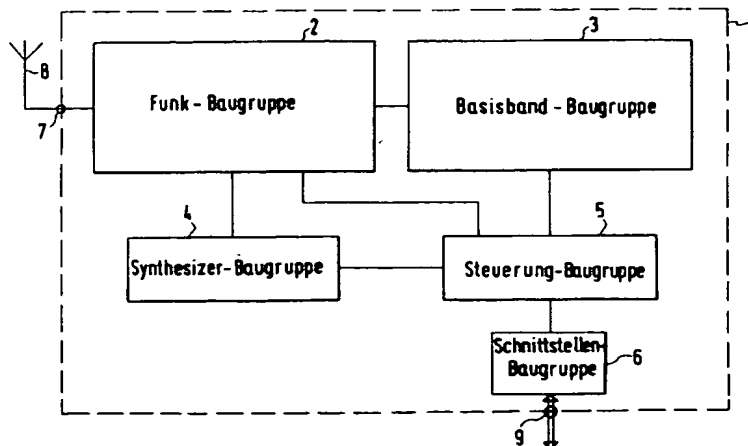 2
3
8
Funk-Baugruppe
Basisband-Baugruppe
7
4
5
Synthesizer-Baugruppe
Steuerung-Baugruppe
Schnittstellen-
Baugruppe
6
9